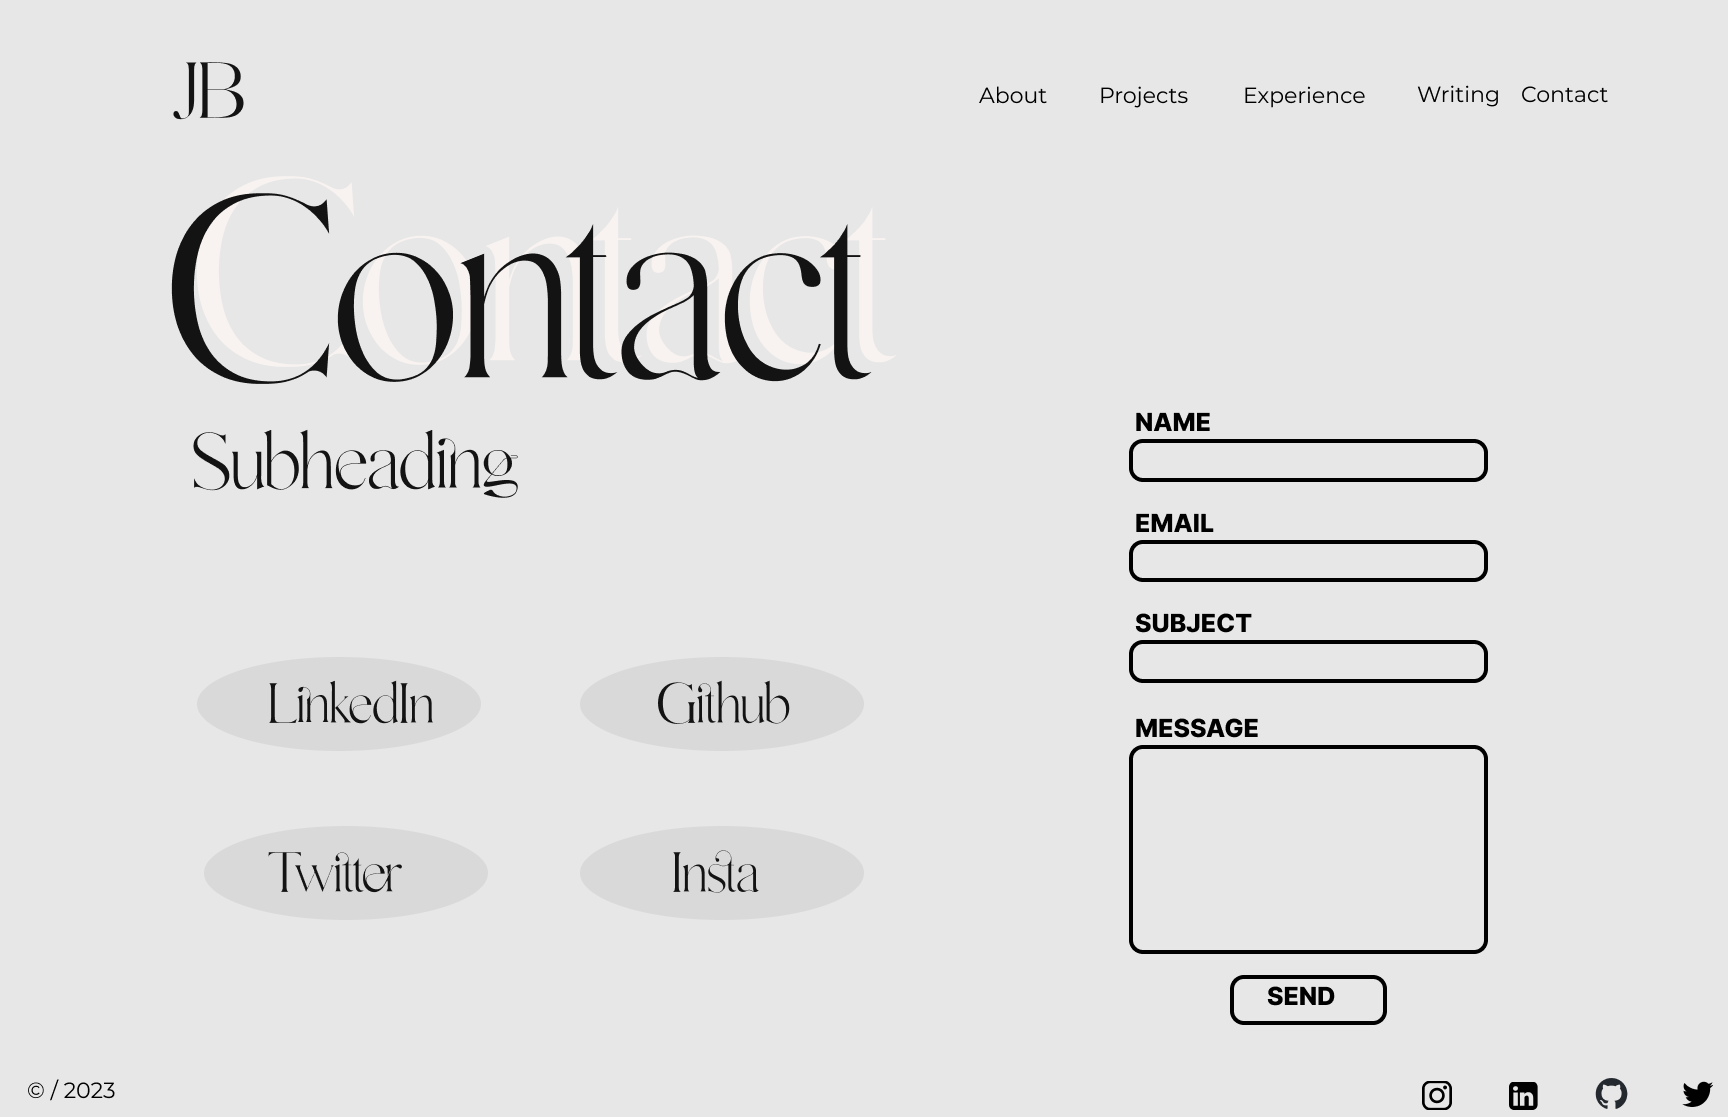 JB
About Projects Experience Writing Contact
Contact
Subheading
LinkedIn Github
Twitter Insta
NAME
EMAIL
SUBJECT
MESSAGE
SEND
© / 2023